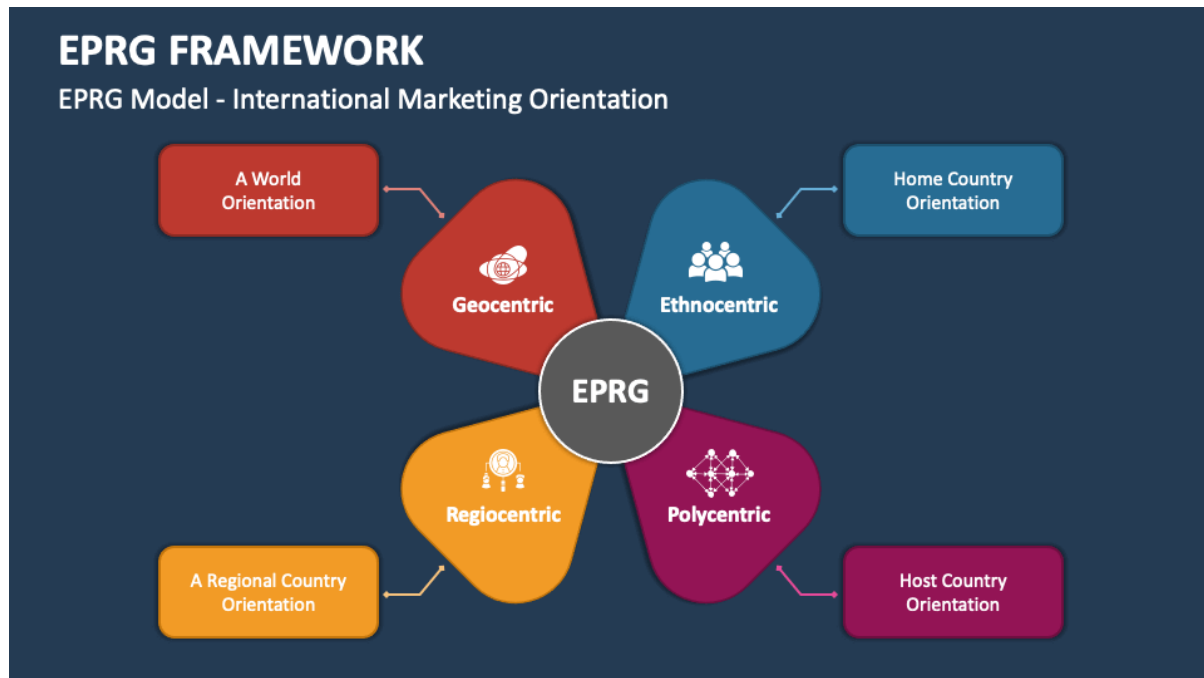 EPRG FRAMEWORK
EPRG Model - International Marketing Orientation
A World
Orientation
Home Country
Orientation
Geocentric
Ethnocentric
EPRG
Regiocentric
Polycentric
A Regional Country
Orientation
Host Country
Orientation